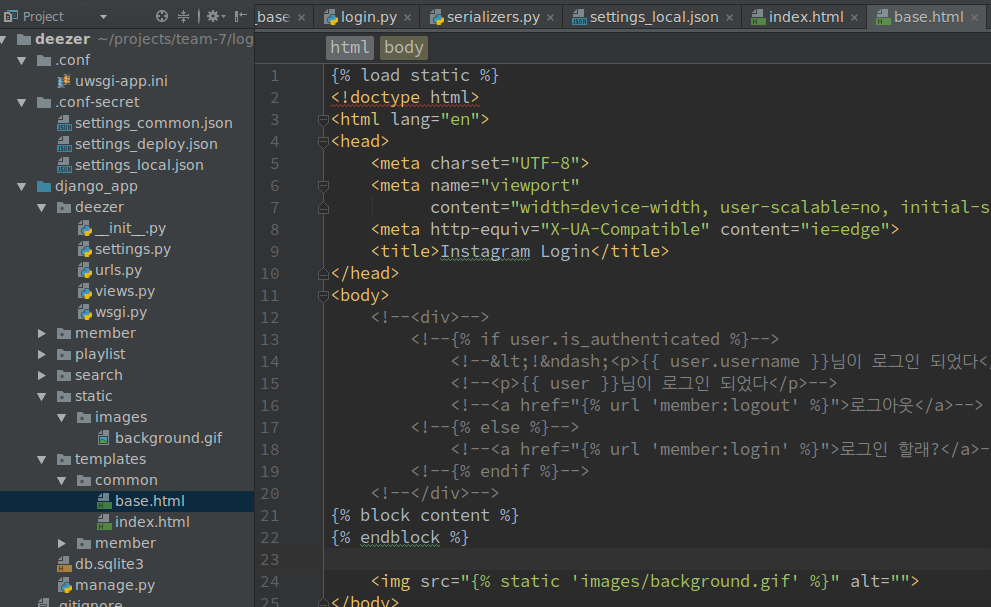 Project
base ×
login.py ×
serializers.py ×
settings_local.json ×
index.html ×
base.html ×
deezer ~/projects/team-7/log
.conf
uwsgi-app.ini
.conf-secret
settings_common.json
settings_deploy.json
settings_local.json
django_app
deezer
__init__.py
settings.py
urls.py
views.py
wsgi.py
member
playlist
search
static
images
background.gif
templates
common
base.html
index.html
member
db.sqlite3
manage.py
.gitignore
html body
1 {% load static %}
2 <!doctype html>
3 <html lang="en">
4 <head>
5 <meta charset="UTF-8">
6 <meta name="viewport"
7 content="width=device-width, user-scalable=no, initial-s
8 <meta http-equiv="X-UA-Compatible" content="ie=edge">
9 <title>Instagram Login</title>
10 </head>
11 <body>
12 <!--<div>-->
13 <!--{% if user.is_authenticated %}-->
14 <!--&lt;!&ndash;<p>{{ user.username }}님이 로그인 되었다<
15 <!--<p>{{ user }}님이 로그인 되었다</p>-->
16 <!--<a href="{% url 'member:logout' %}">로그아웃</a>-->
17 <!--{% else %}-->
18 <!--<a href="{% url 'member:login' %}">로그인 할래?</a>-
19 <!--{% endif %}-->
20 <!--</div>-->
21 {% block content %}
22 {% endblock %}
23
24 <img src="{% static 'images/background.gif' %}" alt="">
25 </body>